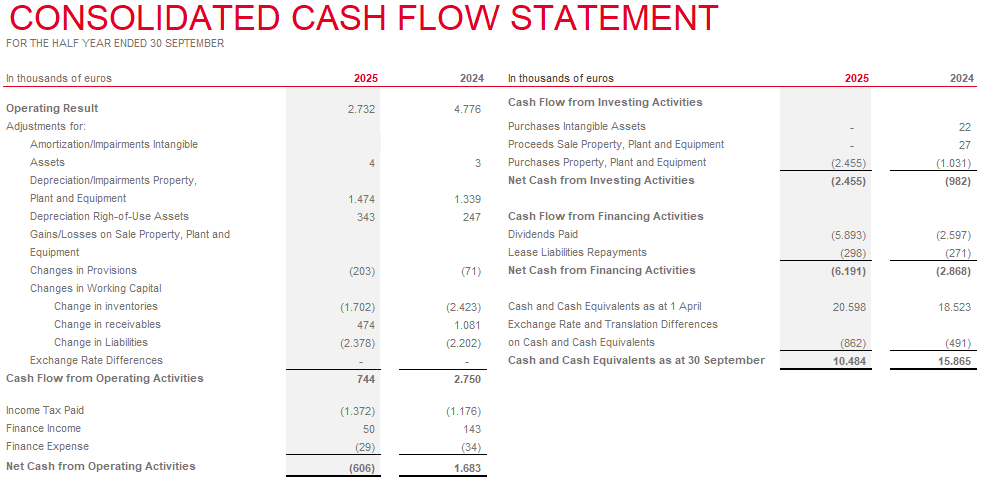 CONSOLIDATED CASH FLOW STATEMENT
FOR THE HALF YEAR ENDED 30 SEPTEMBER
In thousands of euros 2025 2024
Operating Result 2.732 4.776
Adjustments for:
Amortization/Impairments Intangible
Assets 4 3
Depreciation/Impairments Property,
Plant and Equipment 1.474 1.339
Depreciation Righ-of-Use Assets 343 247
Gains/Losses on Sale Property, Plant and
Equipment
Changes in Provisions (203) (71)
Changes in Working Capital
Change in inventories (1.702) (2.423)
Change in receivables 474 1.081
Change in Liabilities (2.378) (2.202)
Exchange Rate Differences - -
Cash Flow from Operating Activities 744 2.750
Income Tax Paid (1.372) (1.176)
Finance Income 50 143
Finance Expense (29) (34)
Net Cash from Operating Activities (606) 1.683
In thousands of euros 2025 2024
Cash Flow from Investing Activities
Purchases Intangible Assets - 22
Proceeds Sale Property, Plant and Equipment - 27
Purchases Property, Plant and Equipment (2.455) (1.031)
Net Cash from Investing Activities (2.455) (982)
Cash Flow from Financing Activities
Dividends Paid (5.893) (2.597)
Lease Liabilities Repayments (298) (271)
Net Cash from Financing Activities (6.191) (2.868)
Cash and Cash Equivalents as at 1 April 20.598 18.523
Exchange Rate and Translation Differences
on Cash and Cash Equivalents (862) (491)
Cash and Cash Equivalents as at 30 September 10.484 15.865